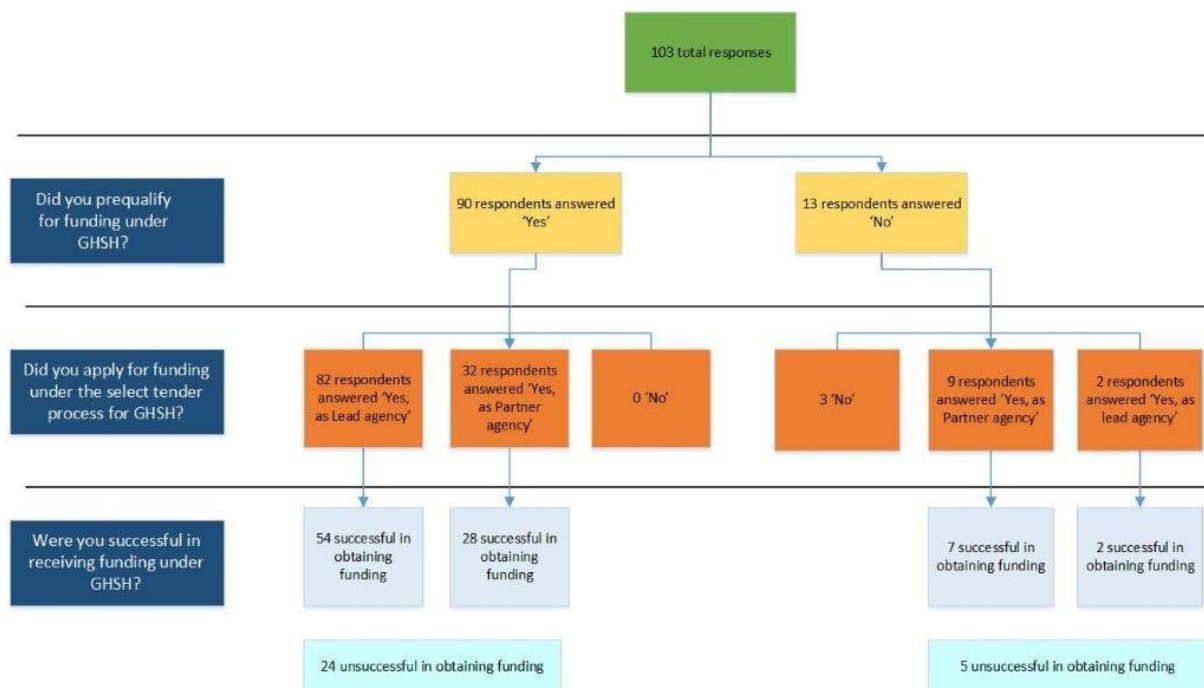 103 total responses
Did you prequalify
for funding under
GHSH?
90 respondents answered
‘Yes’
13 respondents answered
‘No’
Did you apply for funding
under the select tender
process for GHSH?
82 respondents
answered ‘Yes,
as Lead agency’
32 respondents
answered ‘Yes,
as Partner
agency’
0 ‘No’
3 ‘No’
9 respondents
answered ‘Yes, as
Partner agency’
2 respondents
answered ‘Yes, as
lead agency’
Were you successful in
receiving funding under
GHSH?
54 successful in
obtaining
funding
28 successful in
obtaining
funding
7 successful in
obtaining funding
2 successful in
obtaining funding
24 unsuccessful in obtaining funding
5 unsuccessful in obtaining funding